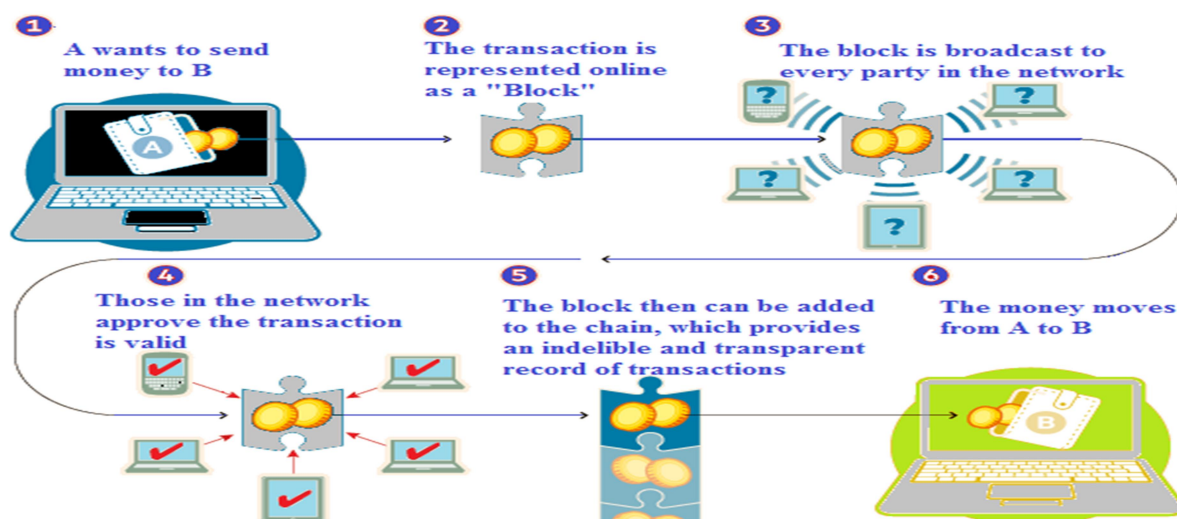 1
A wants to send
money to B
A
2
The transaction is
represented online
as a "Block"
3
The block is broadcast to
every party in the network
?
?
?
?
?
4
Those in the network
approve the transaction
is valid
5
The block then can be added
to the chain, which provides
an indelible and transparent
record of transactions
6
The money moves
from A to B
B